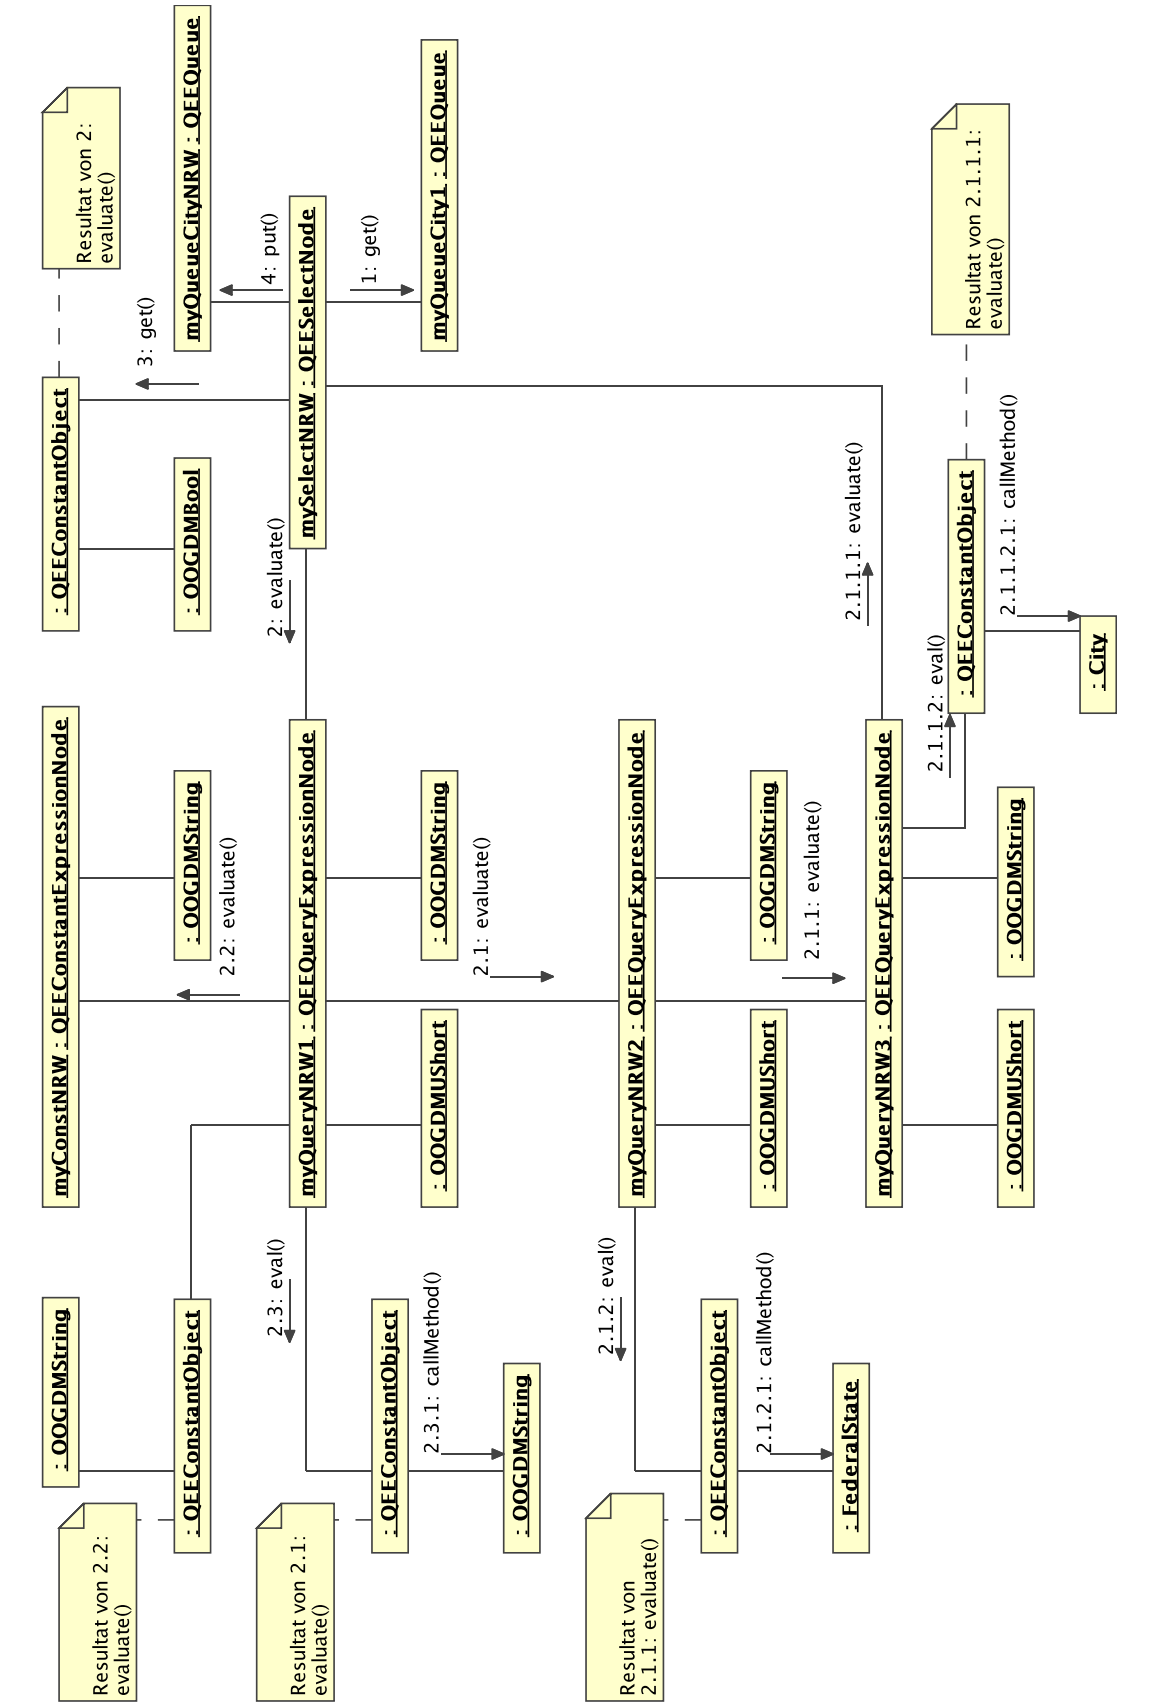 : OOGDMString
myConstNRW : QEEConstantExpressionNode
: QEEConstantObject
Resultat von 2:
evaluate()
Resultat von 2.2:
evaluate()
: QEEConstantObject
: OOGDMString
: OOGDMBool
3: get()
myQueueCityNRW : QEEQueue
2.2: evaluate()
4: put()
2.3: eval()
myQueryNRW1 : QEEQueryExpressionNode
2: evaluate()
mySelectNRW : QEESelectNode
Resultat von 2.1:
evaluate()
: QEEConstantObject
1: get()
2.3.1: callMethod()
: OOGDMUShort
: OOGDMString
myQueueCity1 : QEEQueue
2.1: evaluate()
: OOGDMString
2.1.2: eval()
myQueryNRW2 : QEEQueryExpressionNode
Resultat von
2.1.1: evaluate()
: QEEConstantObject
2.1.2.1: callMethod()
: OOGDMUShort
: OOGDMString
2.1.1: evaluate()
: FederalState
2.1.1.1: evaluate()
myQueryNRW3 : QEEQueryExpressionNode
2.1.1.2: eval()
: QEEConstantObject
Resultat von 2.1.1.1:
evaluate()
: OOGDMUShort
: OOGDMString
2.1.1.2.1: callMethod()
: City